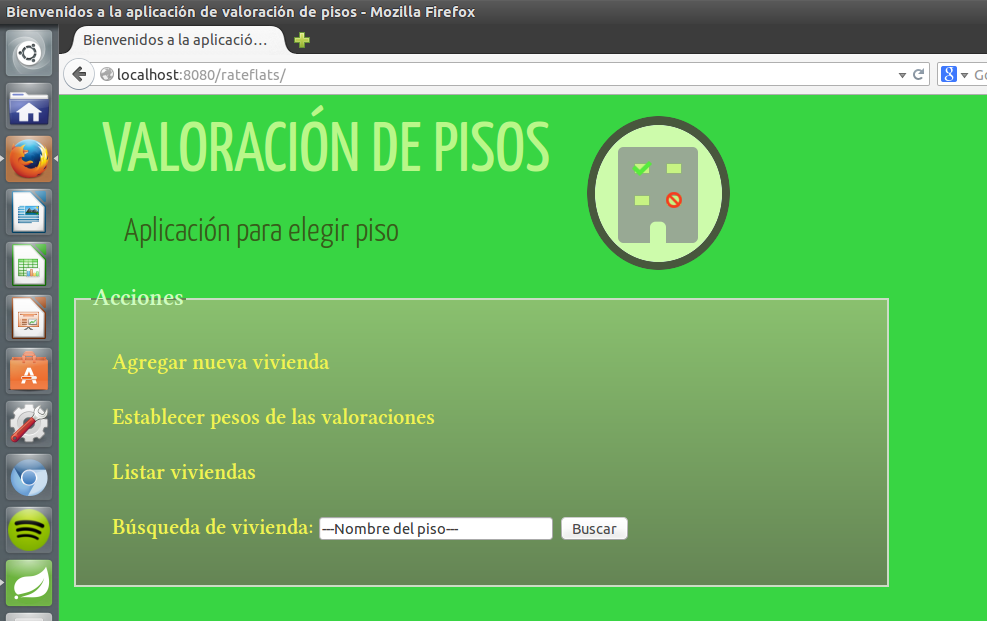 Bienvenidos a la aplicación de valoración de pisos - Mozilla Firefox
Bienvenidos a la aplicació...
localhost:8080/rateflats/
8
Go
VALORACIÓN DE PISOS
Aplicación para elegir piso
Acciones
Agregar nueva vivienda
Establecer pesos de las valoraciones
Listar viviendas
Búsqueda de vivienda: ---Nombre del piso--- Buscar